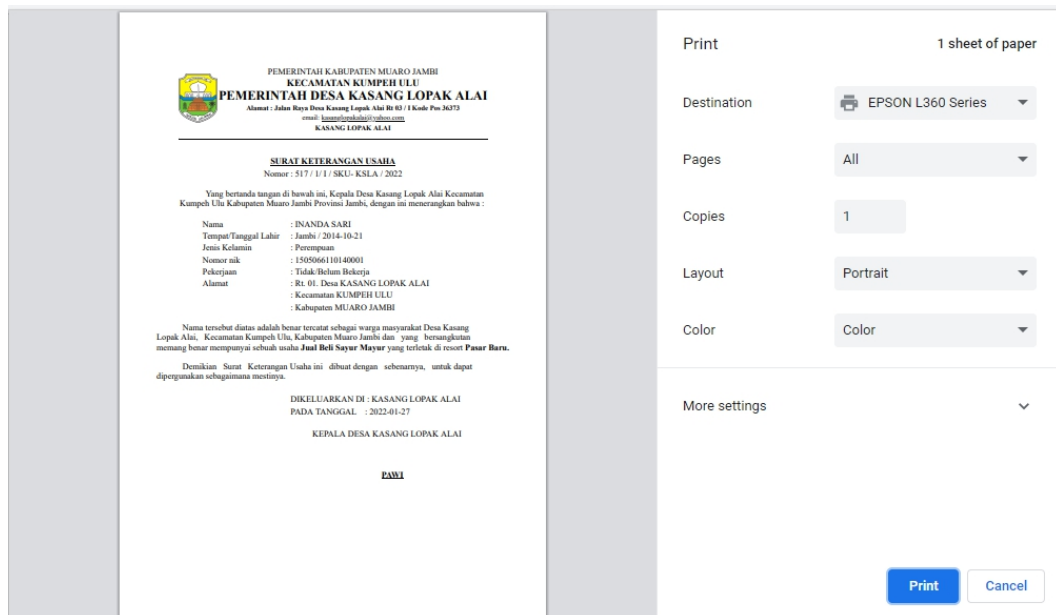 PEMERINTAH KABUPATEN MUARO JAMBI
KECAMATAN KUMPEH ULU
PEMERINTAH DESA KASANG LOPAK ALAI
Alamat : Jalan Raya Desa Kasang Lopak Alai Rt 03 / I Kode Pos 36373
email: kasanglopakalai@yahoo.com
KASANG LOPAK ALAI
SURAT KETERANGAN USAHA
Nomor : 517 / 1/ I / SKU- KSLA / 2022
Yang bertanda tangan di bawah ini, Kepala Desa Kasang Lopak Alai Kecamatan
Kumpeh Ulu Kabupaten Muaro Jambi Provinsi Jambi, dengan ini menerangkan bahwa :
Nama : INANDA SARI
Tempat/Tanggal Lahir : Jambi / 2014-10-21
Jenis Kelamin : Perempuan
Nomor nik : 1505066110140001
Pekerjaan : Tidak/Belum Bekerja
Alamat : Rt. 01. Desa KASANG LOPAK ALAI
: Kecamatan KUMPEH ULU
: Kabupaten MUARO JAMBI
Nama tersebut diatas adalah benar tercatat sebagai warga masyarakat Desa Kasang
Lopak Alai, Kecamatan Kumpeh Ulu, Kabupaten Muaro Jambi dan yang bersangkutan
memang benar mempunyai sebuah usaha Jual Beli Sayur Mayur yang terletak di resort Pasar Baru.
Demikian Surat Keterangan Usaha ini dibuat dengan sebenarnya, untuk dapat
dipergunakan sebagaimana mestinya.
DIKELUARKAN DI : KASANG LOPAK ALAI
PADA TANGGAL : 2022-01-27
KEPALA DESA KASANG LOPAK ALAI
PAWI
Print 1 sheet of paper
Destination EPSON L360 Series
Pages All
Copies 1
Layout Portrait
Color Color
More settings
Print Cancel